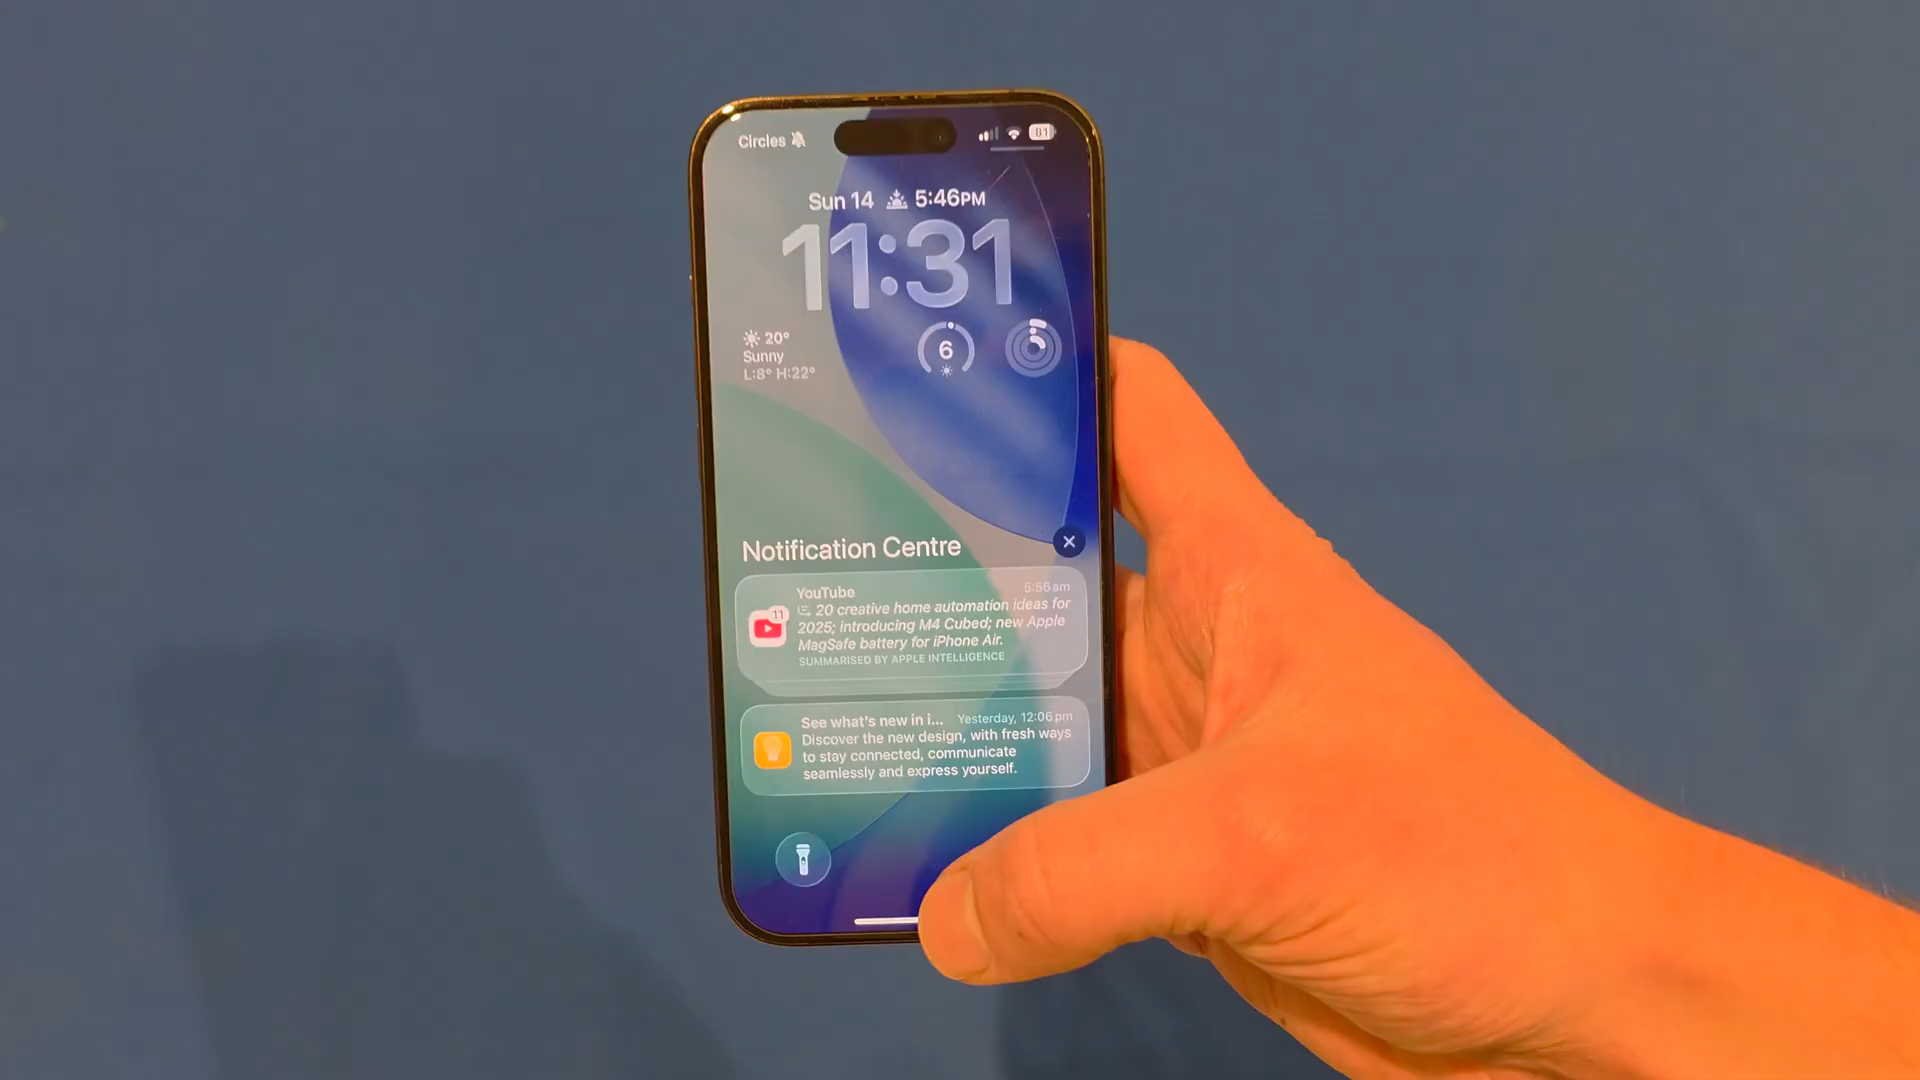 Circles 81
Sun 14 5:46PM
11:31
20°
Sunny
L:8° H:22°
6
Notification Centre
YouTube 5:56 am
11
20 creative home automation ideas for
2025; introducing M4 Cubed; new Apple
MagSafe battery for iPhone Air.
SUMMARISED BY APPLE INTELLIGENCE
See what's new in i... Yesterday, 12:06 pm
Discover the new design, with fresh ways
to stay connected, communicate
seamlessly and express yourself.